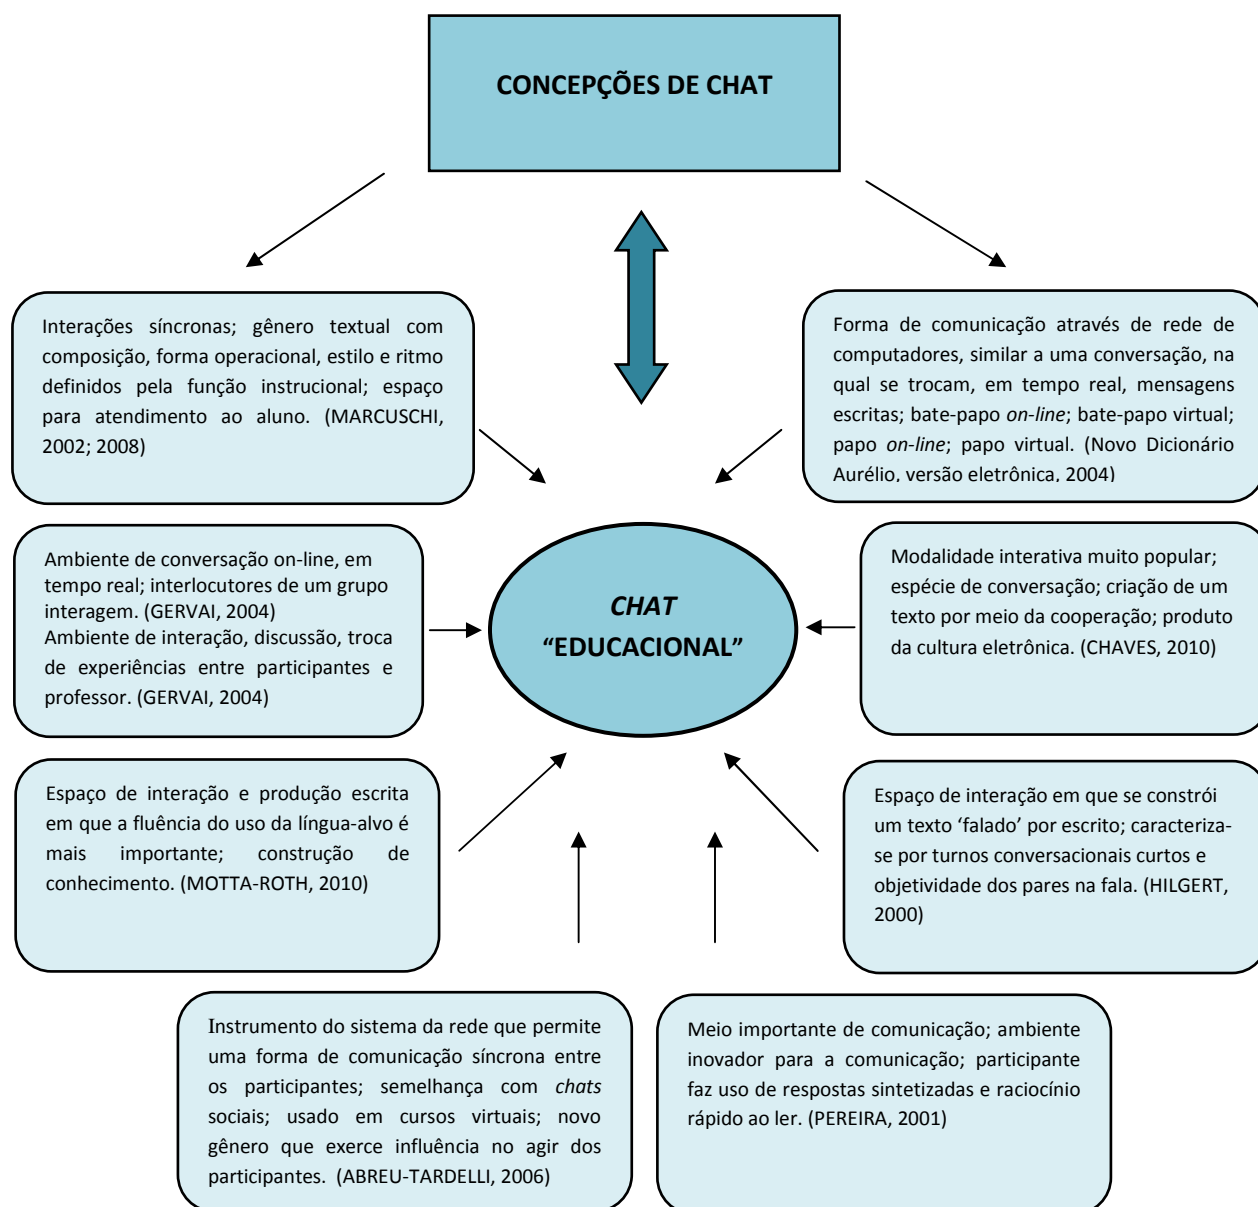 CONCEPÇÕES DE CHAT
Interações síncronas; gênero textual com
composição, forma operacional, estilo e ritmo
definidos pela função instrucional; espaço
para atendimento ao aluno. (MARCUSCHI,
2002; 2008)
Forma de comunicação através de rede de
computadores, similar a uma conversação, na
qual se trocam, em tempo real, mensagens
escritas; bate-papo on-line; bate-papo virtual;
papo on-line; papo virtual. (Novo Dicionário
Aurélio, versão eletrônica, 2004)
Ambiente de conversação on-line, em
tempo real; interlocutores de um grupo
interagem. (GERVAI, 2004)
Ambiente de interação, discussão, troca
de experiências entre participantes e
professor. (GERVAI, 2004)
CHAT
“EDUCACIONAL”
Modalidade interativa muito popular;
espécie de conversação; criação de um
texto por meio da cooperação; produto
da cultura eletrônica. (CHAVES, 2010)
Espaço de interação e produção escrita
em que a fluência do uso da língua-alvo é
mais importante; construção de
conhecimento. (MOTTA-ROTH, 2010)
Espaço de interação em que se constrói
um texto ‘falado’ por escrito; caracteriza-
se por turnos conversacionais curtos e
objetividade dos pares na fala. (HILGERT,
2000)
Instrumento do sistema da rede que permite
uma forma de comunicação síncrona entre
os participantes; semelhança com chats
sociais; usado em cursos virtuais; novo
gênero que exerce influência no agir dos
participantes. (ABREU-TARDELLI, 2006)
Meio importante de comunicação; ambiente
inovador para a comunicação; participante
faz uso de respostas sintetizadas e raciocínio
rápido ao ler. (PEREIRA, 2001)